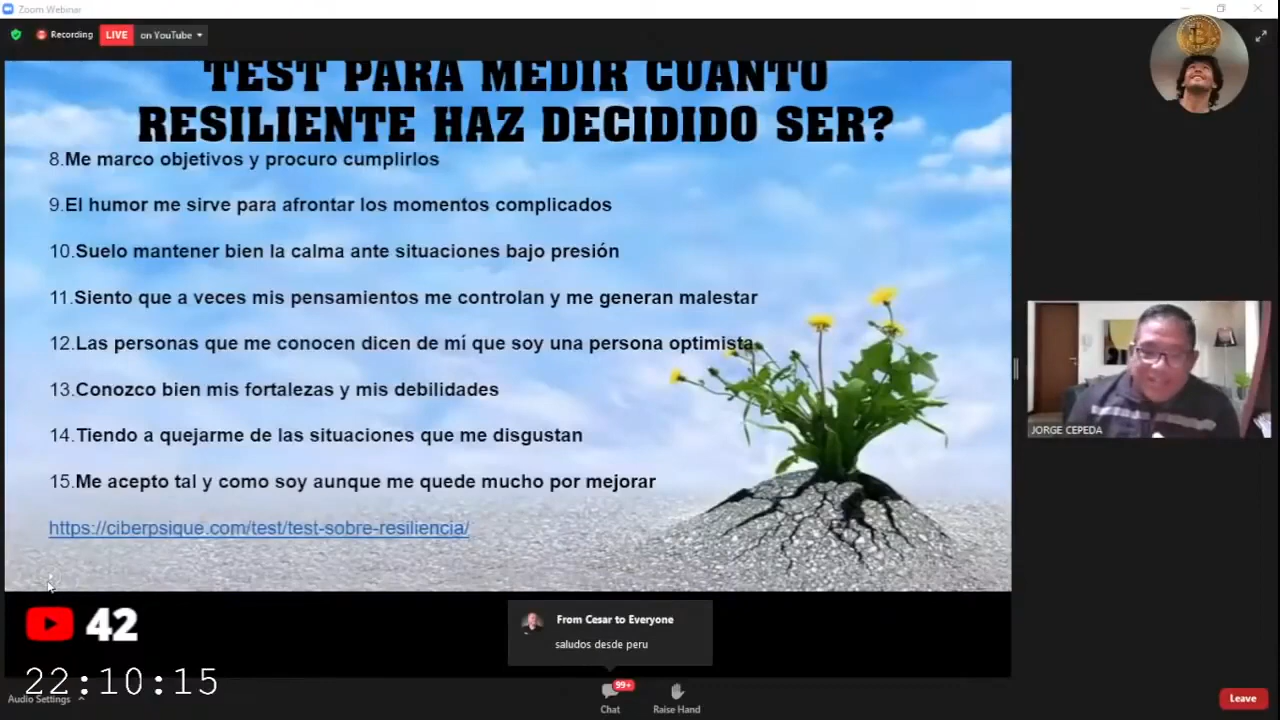 Zoom Webinar
Recording
LIVE
on YouTube
TEST PARA MEDIR CUANTO
RESILIENTE HAZ DECIDIDO SER?
8.Me marco objetivos y procuro cumplirlos
9.El humor me sirve para afrontar los momentos complicados
10.Suelo mantener bien la calma ante situaciones bajo presión
11.Siento que a veces mis pensamientos me controlan y me generan malestar
12.Las personas que me conocen dicen de mí que soy una persona optimista.
13.Conozco bien mis fortalezas y mis debilidades
14.Tiendo a quejarme de las situaciones que me disgustan
15.Me acepto tal y como soy aunque me quede mucho por mejorar
https://ciberpsique.com/test/test-sobre-resiliencia/
JORGE CEPEDA
42
From Cesar to Everyone
saludos desde peru
22:10:15
Audio Settings
99+
Chat
Raise Hand
Leave